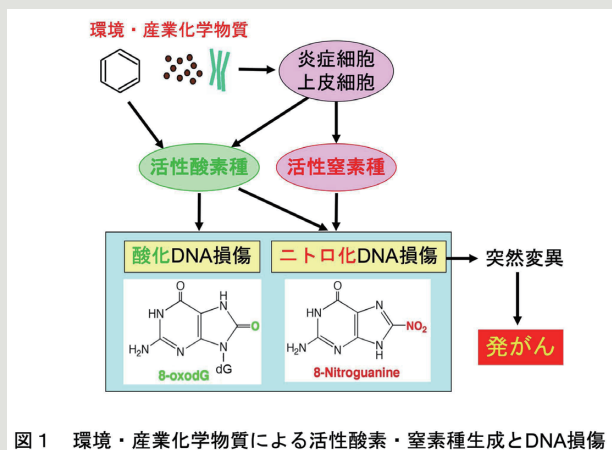 環境・産業化学物質
炎症細胞
上皮細胞
活性酸素種
活性窒素種
酸化DNA損傷
ニトロ化DNA損傷
突然変異
発がん
O
H
N
HN
O
H₂N
N
N
dG
8-oxodG
O
HN
N
NO₂
H₂N
N
N
H
8-Nitroguanine
図1 環境・産業化学物質による活性酸素・窒素種生成とDNA損傷